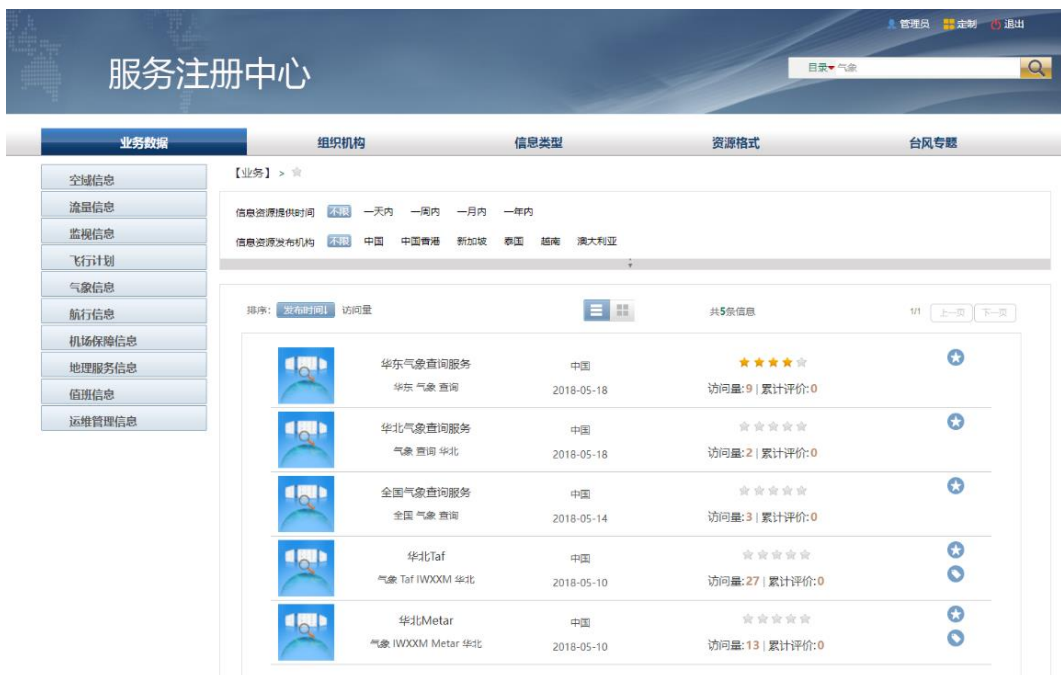 管理员 定制 退出
服务注册中心
目录 气象
业务数据 组织机构 信息类型 资源格式 台风专题
空域信息
流量信息
监视信息
飞行计划
气象信息
航行信息
机场保障信息
地理服务信息
值班信息
运维管理信息
【业务】 >
信息资源提供时间 不限 一天内 一周内 一月内 一年内
信息资源发布机构 不限 中国 中国香港 新加坡 泰国 越南 澳大利亚
排序: 发布时间↓ 访问量 共5条信息 1/1 上一页 下一页
华东气象查询服务 中国
华东 气象 查询 2018-05-18 访问量:9 | 累计评价:0
华北气象查询服务 中国
气象 查询 华北 2018-05-18 访问量:2 | 累计评价:0
全国气象查询服务 中国
全国 气象 查询 2018-05-14 访问量:3 | 累计评价:0
华北Taf 中国
气象 Taf IWXXM 华北 2018-05-10 访问量:27 | 累计评价:0
华北Metar 中国
气象 IWXXM Metar 华北 2018-05-10 访问量:13 | 累计评价:0